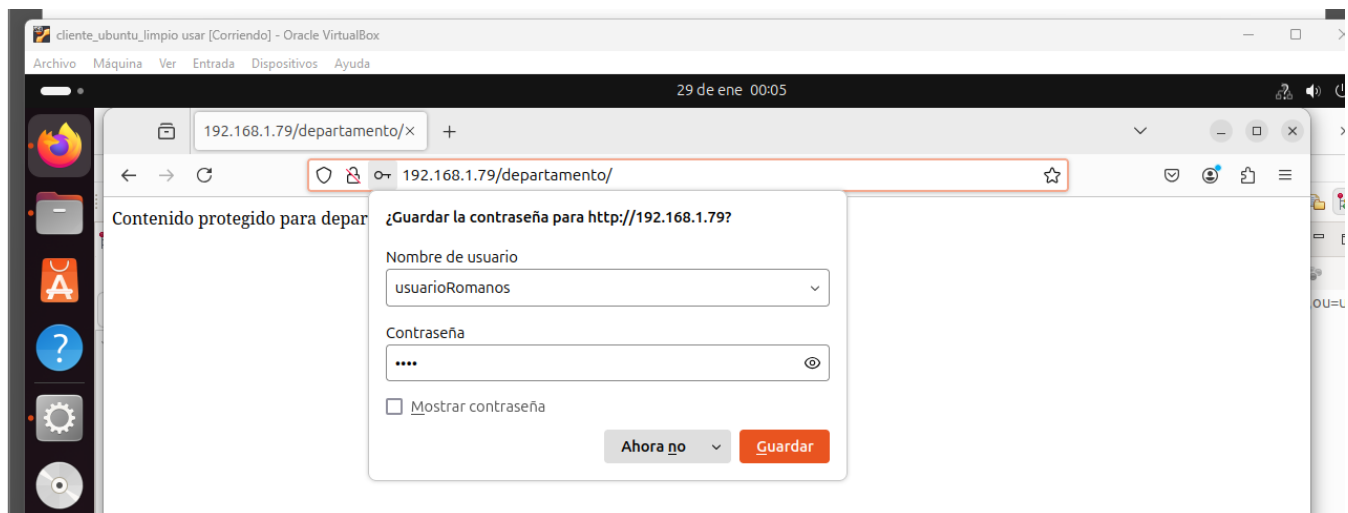 cliente_ubuntu_limpio usar [Corriendo] - Oracle VirtualBox
Archivo Máquina Ver Entrada Dispositivos Ayuda
29 de ene 00:05
192.168.1.79/departamento/
192.168.1.79/departamento/
Contenido protegido para depar
¿Guardar la contraseña para http://192.168.1.79?
Nombre de usuario
usuarioRomanos
Contraseña
••••
Mostrar contraseña
Ahora no
Guardar